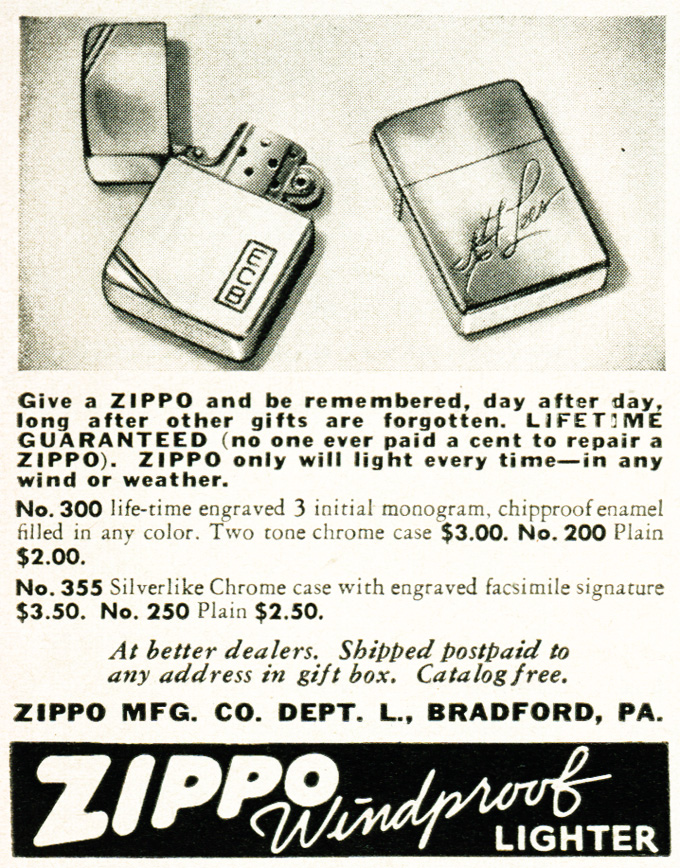 ECB
Give a ZIPPO and be remembered, day after day,
long after other gifts are forgotten. LIFETIME
GUARANTEED (no one ever paid a cent to repair a
ZIPPO). ZIPPO only will light every time—in any
wind or weather.
No. 300 life-time engraved 3 initial monogram, chipproof enamel
filled in any color. Two tone chrome case $3.00. No. 200 Plain
$2.00.
No. 355 Silverlike Chrome case with engraved facsimile signature
$3.50. No. 250 Plain $2.50.
At better dealers. Shipped postpaid to
any address in gift box. Catalog free.
ZIPPO MFG. CO. DEPT. L., BRADFORD, PA.
ZIPPO Windproof
LIGHTER